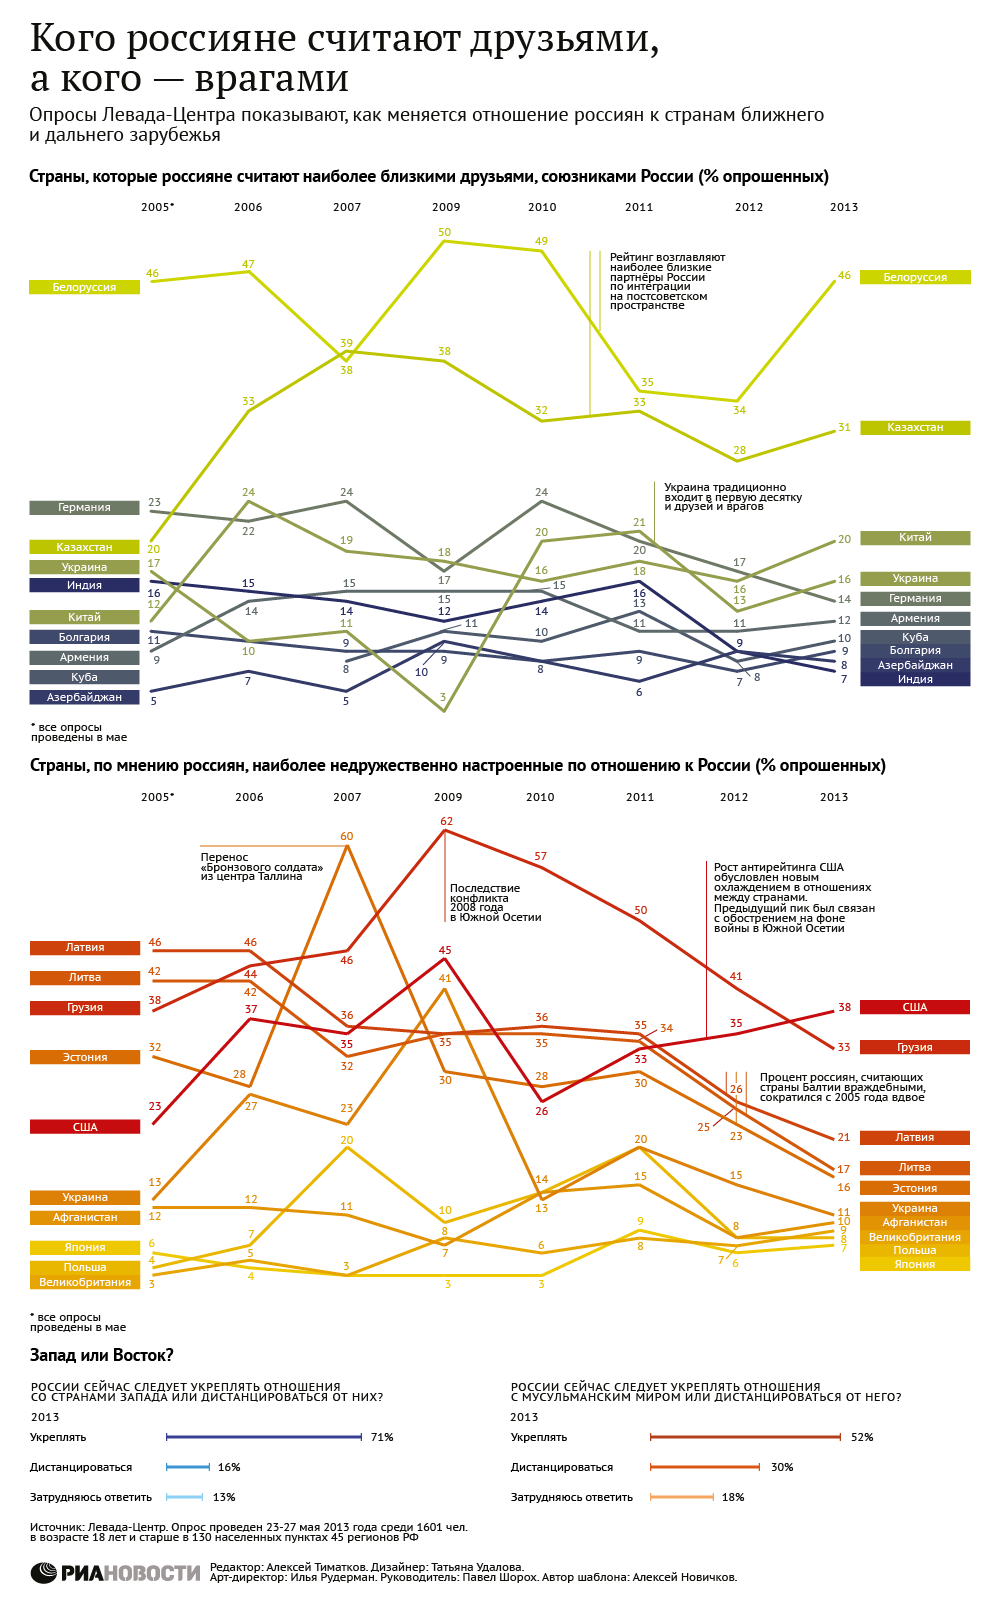 Кого россияне считают друзьями,
а кого — врагами
Опросы Левада-Центра показывают, как меняется отношение россиян к странам ближнего
и дальнего зарубежья
Страны, которые россияне считают наиболее близкими друзьями, союзниками России (% опрошенных)
2005* 2006 2007 2009 2010 2011 2012 2013
46 47 38 50 49 35 34 46
Белоруссия
Белоруссия
Рейтинг возглавляют
наиболее близкие
партнёры России
по интеграции
на постсоветском
пространстве
33 39 38 32 33 28 31
Казахстан
Германия
23 22 24 17 24 20 17 14
Украина традиционно
входит в первую десятку
и друзей и врагов
Казахстан
20
Украина
17 10 11 3 20 21 13 16
Индия
16 15 14 12 14 16 9 7
Китай
12 24 19 18 16 18 16 20
Болгария
11 9 9 8 9 7 9
Армения
9 14 15 15 15 11 11 12
Куба
8 11 10 13 8 10
Азербайджан
5 7 5 10 6 8
Китай
Украина
Германия
Армения
Куба
Болгария
Азербайджан
Индия
* все опросы
проведены в мае
Страны, по мнению россиян, наиболее недружественно настроенные по отношению к России (% опрошенных)
2005* 2006 2007 2009 2010 2011 2012 2013
60 62 57 50 41
Перенос
«Бронзового солдата»
из центра Таллина
Последствие
конфликта
2008 года
в Южной Осетии
Рост антирейтинга США
обусловлен новым
охлаждением в отношениях
между странами.
Предыдущий пик был связан
с обострением на фоне
войны в Южной Осетии
Латвия
46 46 36 35 36 35 26 21
Литва
42 42 32 35 34 25 17
Грузия
38 44 46 33
Эстония
32 28 30 28 30 23 16
США
23 37 35 45 26 33 35 38
США
Грузия
Процент россиян, считающих
страны Балтии враждебными,
сократился с 2005 года вдвое
Украина
13 27 23 41 13 20 15 11
Афганистан
12 12 11 7 14 15 8 10
Япония
6 4 3 3 9 6 7
Польша
4 7 20 10 8
Великобритания
3 5 3 8 6 8 7 9
Латвия
Литва
Эстония
Украина
Афганистан
Великобритания
Польша
Япония
* все опросы
проведены в мае
Запад или Восток?
РОССИИ СЕЙЧАС СЛЕДУЕТ УКРЕПЛЯТЬ ОТНОШЕНИЯ
СО СТРАНАМИ ЗАПАДА ИЛИ ДИСТАНЦИРОВАТЬСЯ ОТ НИХ?
2013
Укреплять 71%
Дистанцироваться 16%
Затрудняюсь ответить 13%
РОССИИ СЕЙЧАС СЛЕДУЕТ УКРЕПЛЯТЬ ОТНОШЕНИЯ
С МУСУЛЬМАНСКИМ МИРОМ ИЛИ ДИСТАНЦИРОВАТЬСЯ ОТ НЕГО?
2013
Укреплять 52%
Дистанцироваться 30%
Затрудняюсь ответить 18%
Источник: Левада-Центр. Опрос проведен 23-27 мая 2013 года среди 1601 чел.
в возрасте 18 лет и старше в 130 населенных пунктах 45 регионов РФ
РИАНОВОСТИ
Редактор: Алексей Тиматков. Дизайнер: Татьяна Удалова.
Арт-директор: Илья Рудерман. Руководитель: Павел Шорох. Автор шаблона: Алексей Новичков.